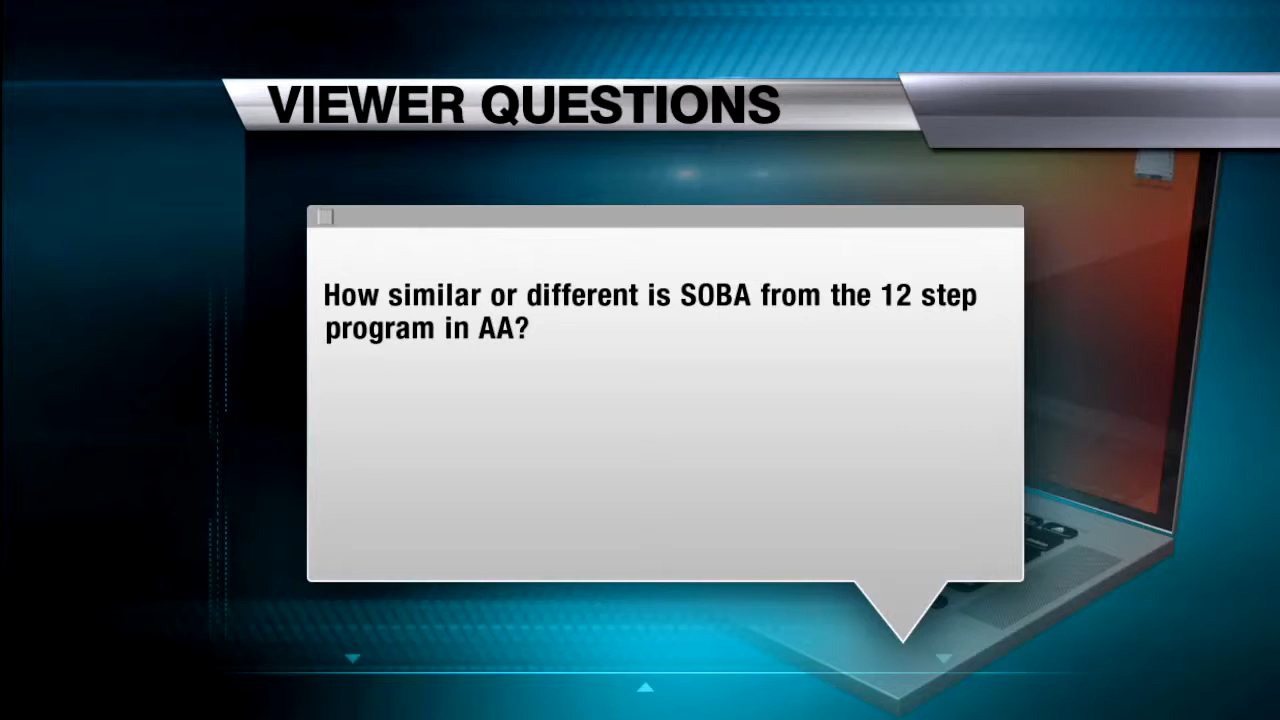 VIEWER QUESTIONS
How similar or different is SOBA from the 12 step
program in AA?